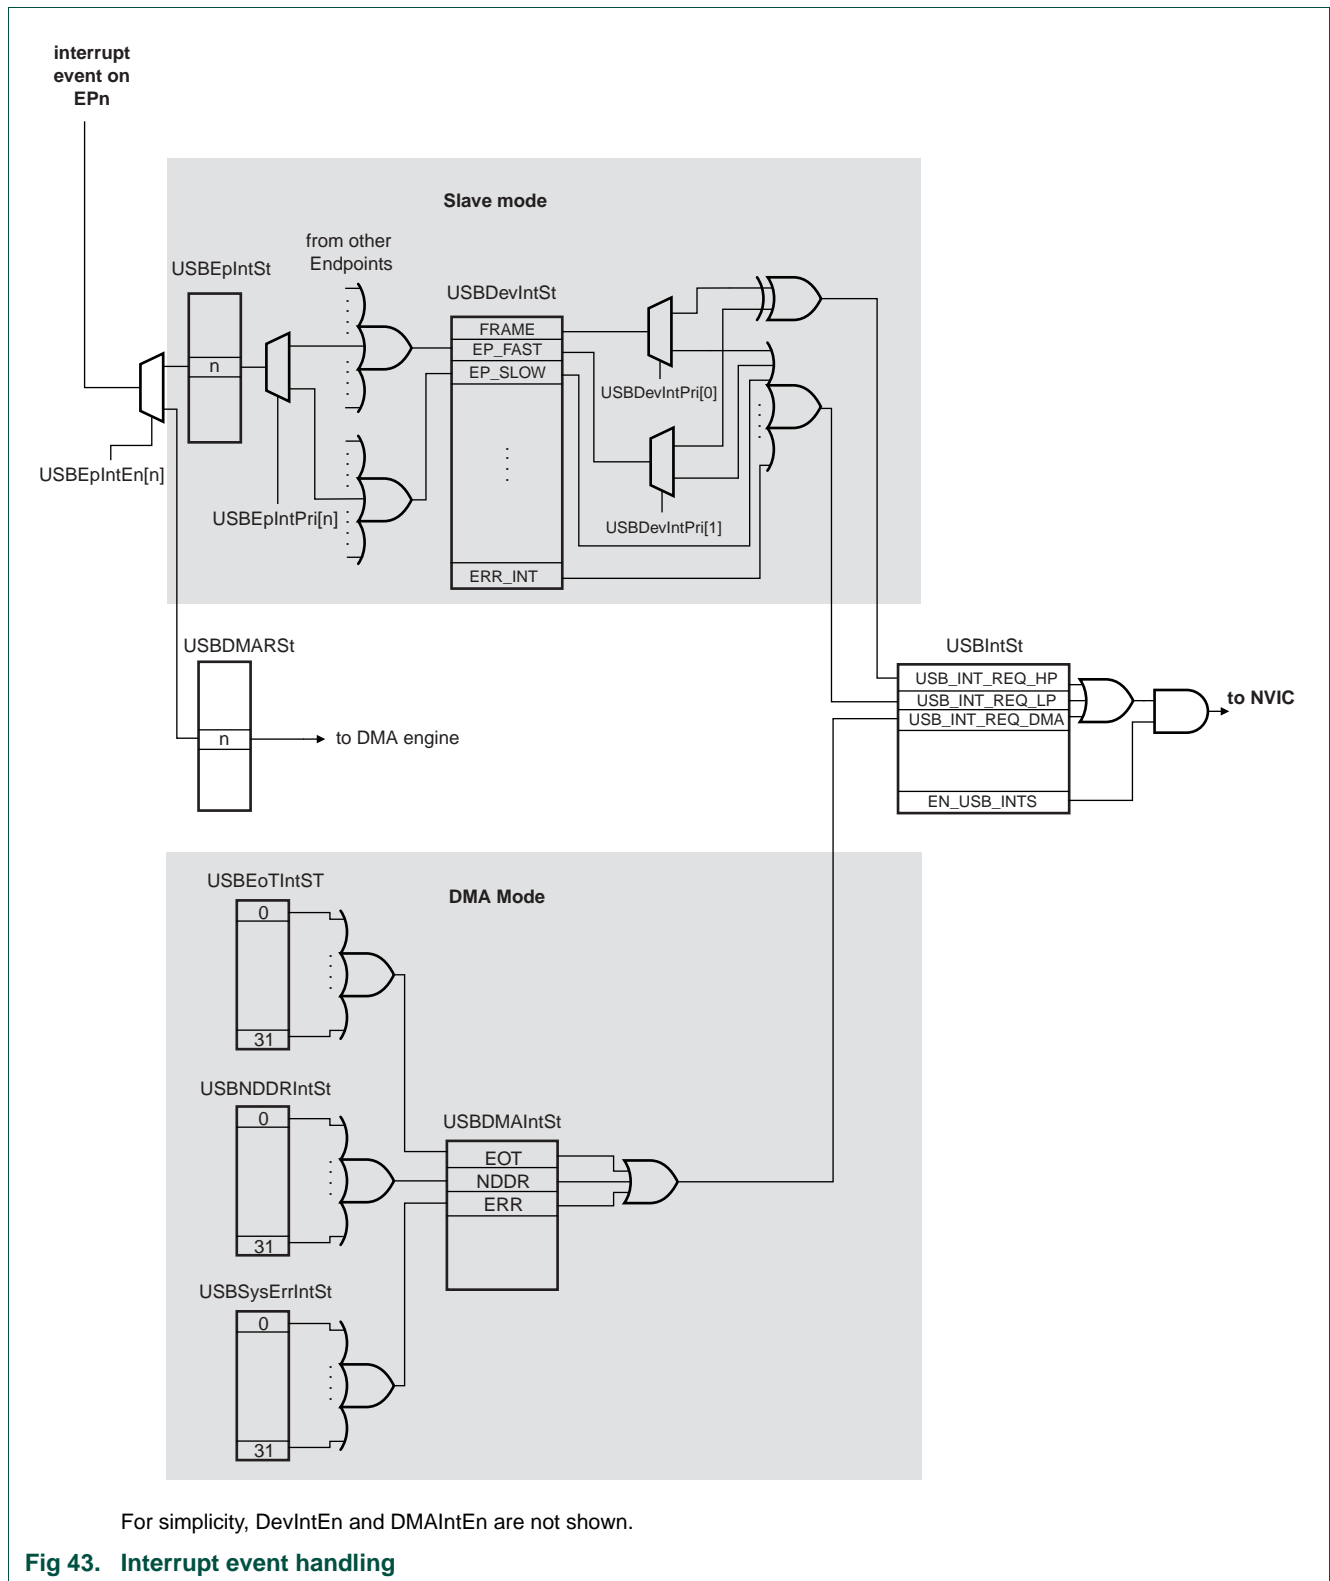 interrupt
event on
EPn
Slave mode
from other
Endpoints
USBEpIntSt
n
USBEpIntEn[n]
USBEpIntPri[n]
USBDevIntSt
FRAME
EP_FAST
EP_SLOW
ERR_INT
USBDevIntPri[0]
USBDevIntPri[1]
USBDMARSt
n
to DMA engine
USBIntSt
USB_INT_REQ_HP
USB_INT_REQ_LP
USB_INT_REQ_DMA
EN_USB_INTS
to NVIC
DMA Mode
USBEoTIntST
0
31
USBNDDRIntSt
0
31
USBSysErrIntSt
0
31
USBDMAIntSt
EOT
NDDR
ERR
For simplicity, DevIntEn and DMAIntEn are not shown.
Fig 43. Interrupt event handling